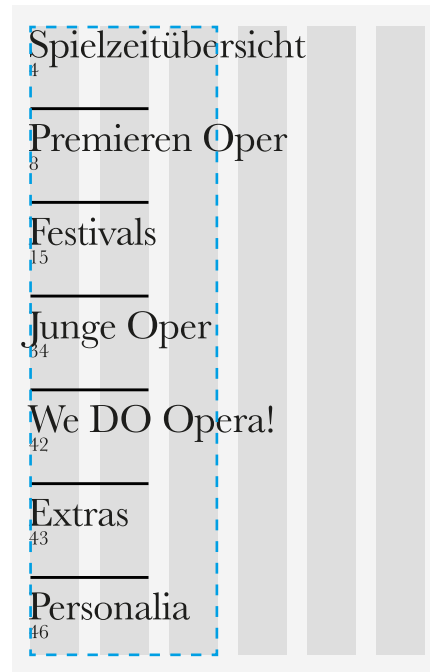 Spielzeitübersicht
4
Premieren Oper
8
Festivals
15
Junge Oper
34
We DO Opera!
42
Extras
43
Personalia
46